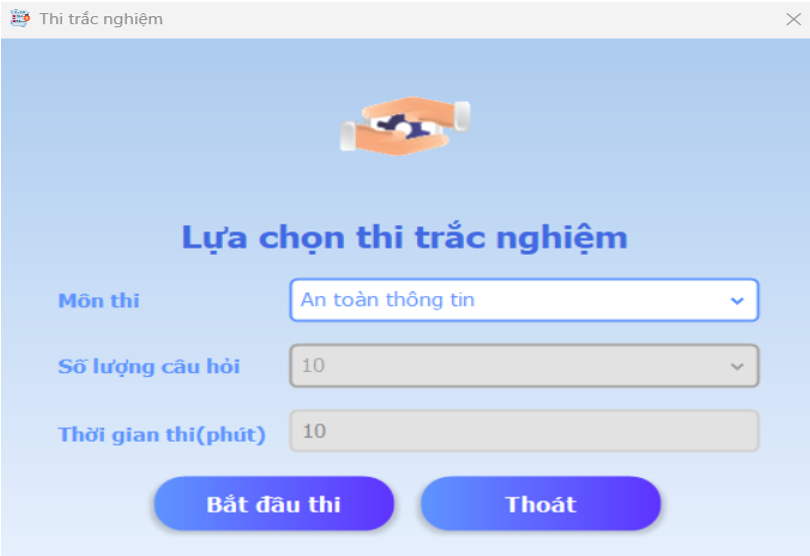 Thi trắc nghiệm
Lựa chọn thi trắc nghiệm
Môn thi
An toàn thông tin
Số lượng câu hỏi
10
Thời gian thi(phút)
10
Bắt đầu thi
Thoát